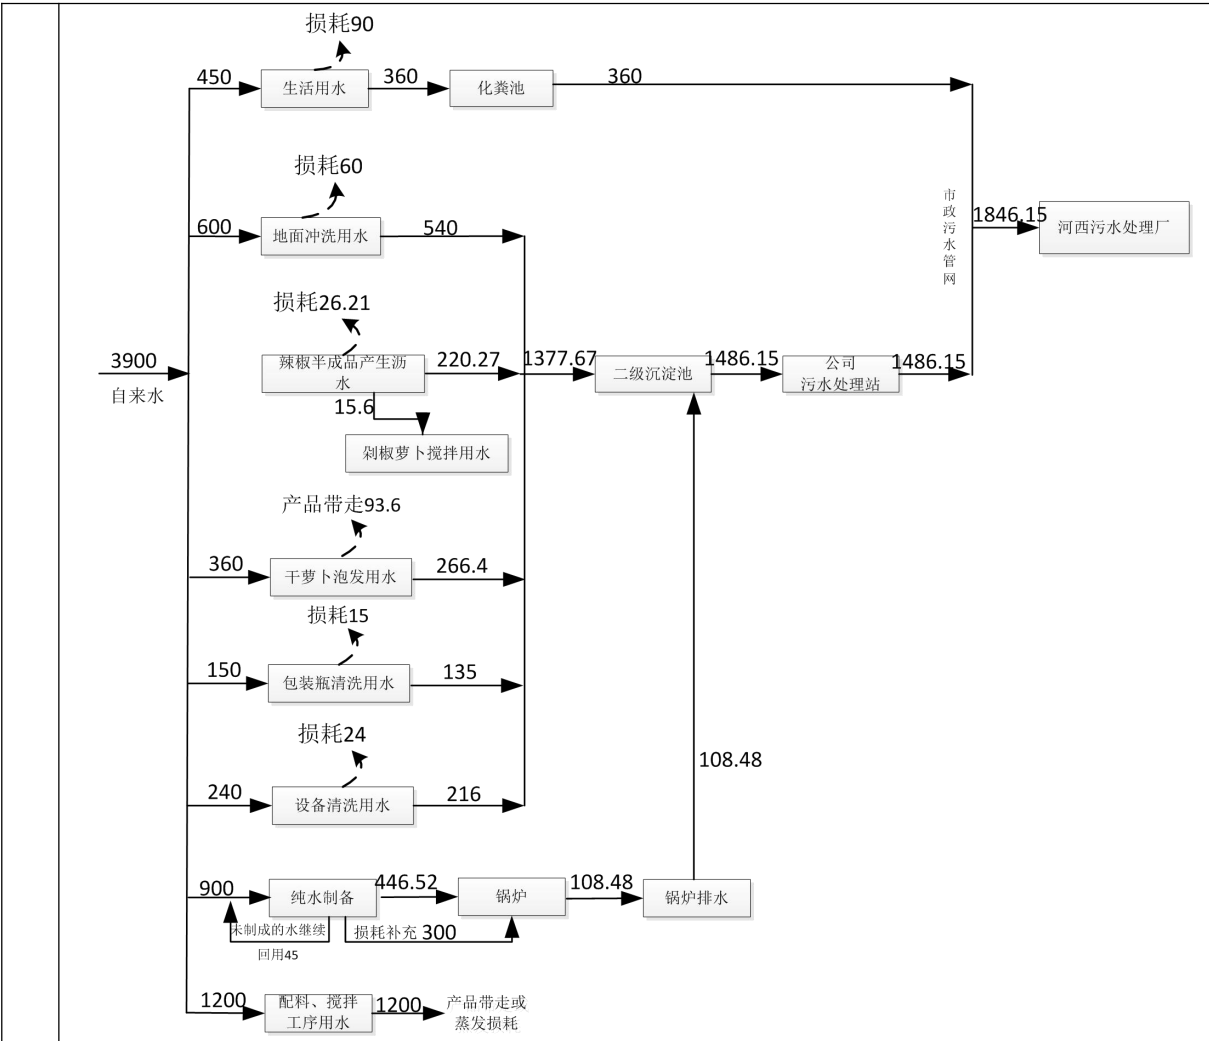 损耗90
450
生活用水
360
化粪池
360
损耗60
600
地面冲洗用水
540
市政污水管网
1846.15
河西污水处理厂
损耗26.21
3900
自来水
辣椒半成品产生沥
水
220.27
1377.67
二级沉淀池
1486.15
公司
污水处理站
1486.15
15.6
剁椒萝卜搅拌用水
产品带走93.6
360
干萝卜泡发用水
266.4
损耗15
150
包装瓶清洗用水
135
损耗24
240
设备清洗用水
216
108.48
900
纯水制备
446.52
锅炉
108.48
锅炉排水
未制成的水继续
回用45
损耗补充 300
1200
配料、搅拌
工序用水
1200
产品带走或
蒸发损耗